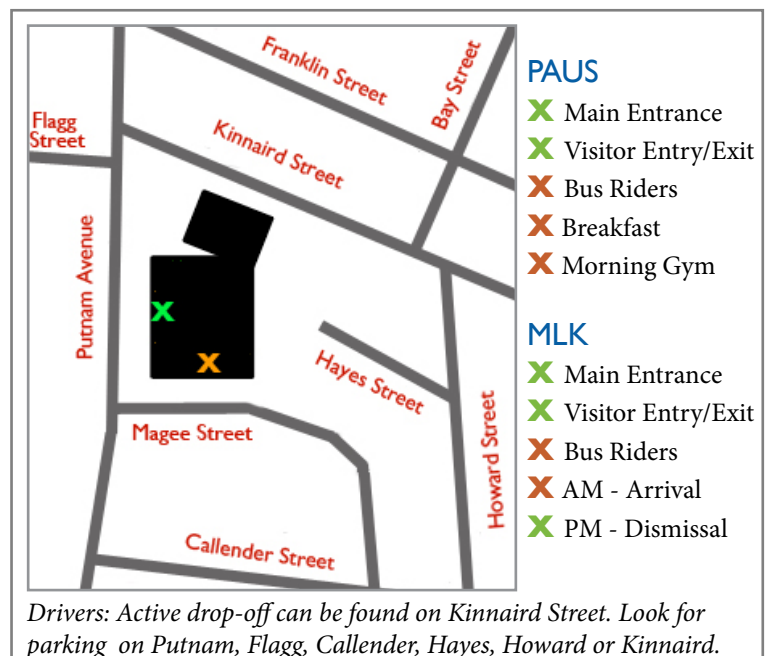 Franklin Street
Bay Street
Flagg
Street
Kinnaird Street
Putnam Avenue
X
X
Hayes Street
Magee Street
Howard Street
Callender Street
PAUS
X Main Entrance
X Visitor Entry/Exit
X Bus Riders
X Breakfast
X Morning Gym
MLK
X Main Entrance
X Visitor Entry/Exit
X Bus Riders
X AM - Arrival
X PM - Dismissal
Drivers: Active drop-off can be found on Kinnaird Street. Look for
parking on Putnam, Flagg, Callender, Hayes, Howard or Kinnaird.